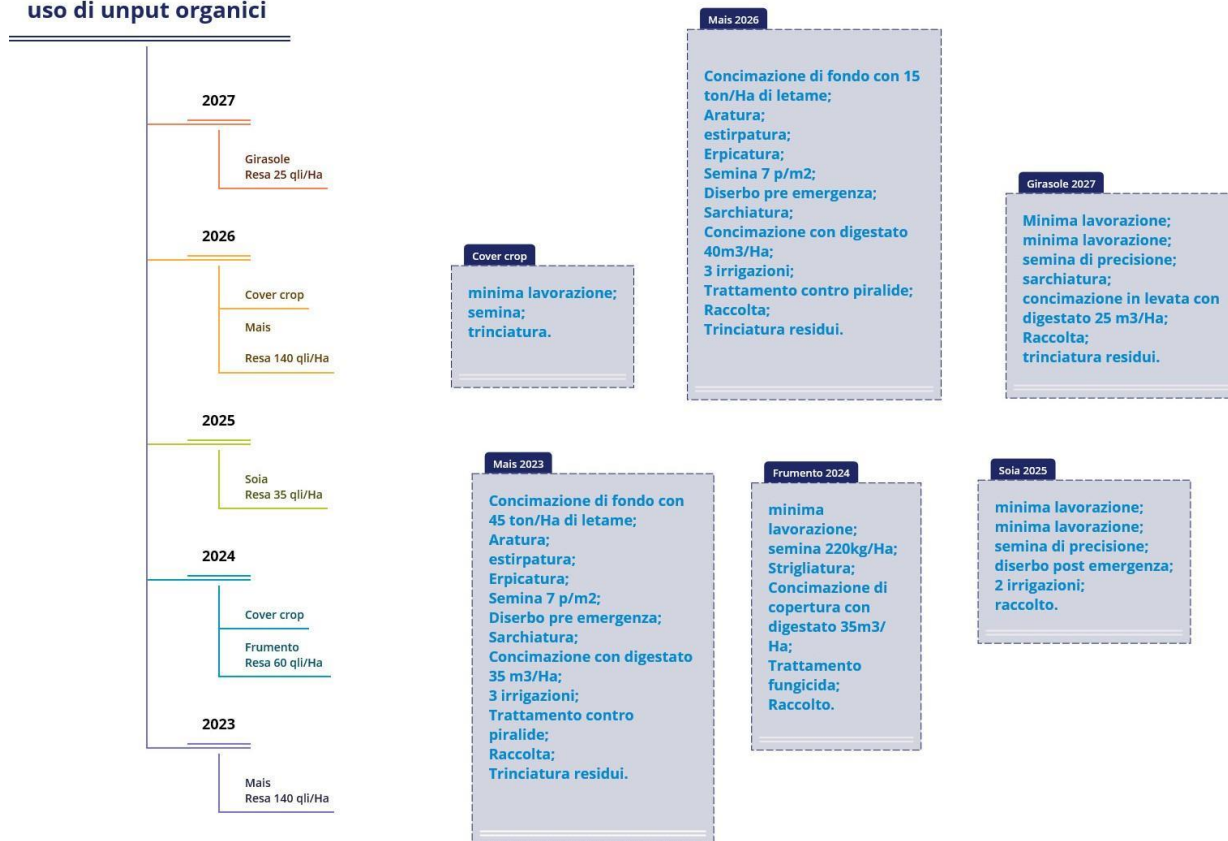 uso di unput organici
2027
Girasole
Resa 25 qli/Ha
2026
Cover crop
Mais
Resa 140 qli/Ha
2025
Soia
Resa 35 qli/Ha
2024
Cover crop
Frumento
Resa 60 qli/Ha
2023
Mais
Resa 140 qli/Ha
Cover crop
minima lavorazione;
semina;
trinciatura.
Mais 2026
Concimazione di fondo con 15
ton/Ha di letame;
Aratura;
estirpatura;
Erpicatura;
Semina 7 p/m2;
Diserbo pre emergenza;
Sarchiatura;
Concimazione con digestato
40m3/Ha;
3 irrigazioni;
Trattamento contro piralide;
Raccolta;
Trinciatura residui.
Girasole 2027
Minima lavorazione;
minima lavorazione;
semina di precisione;
sarchiatura;
concimazione in levata con
digestato 25 m3/Ha;
Raccolta;
trinciatura residui.
Mais 2023
Concimazione di fondo con
45 ton/Ha di letame;
Aratura;
estirpatura;
Erpicatura;
Semina 7 p/m2;
Diserbo pre emergenza;
Sarchiatura;
Concimazione con digestato
35 m3/Ha;
3 irrigazioni;
Trattamento contro
piralide;
Raccolta;
Trinciatura residui.
Frumento 2024
minima
lavorazione;
semina 220kg/Ha;
Strigliatura;
Concimazione di
copertura con
digestato 35m3/
Ha;
Trattamento
fungicida;
Raccolto.
Soia 2025
minima lavorazione;
minima lavorazione;
semina di precisione;
diserbo post emergenza;
2 irrigazioni;
raccolto.